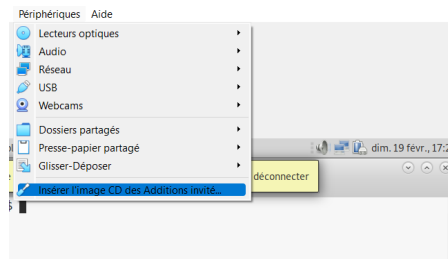 Périphériques Aide
Lecteurs optiques
Audio
Réseau
USB
Webcams
Dossiers partagés
Presse-papier partagé
dim. 19 févr., 17:2
Glisser-Déposer
déconnecter
Insérer l'image CD des Additions invité...
$